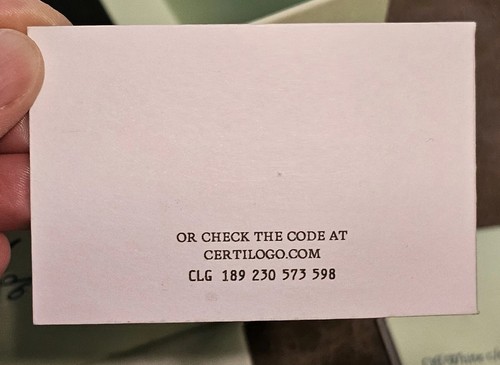 OR CHECK THE CODE AT
CERTILOGO.COM
CLG 189 230 573 598